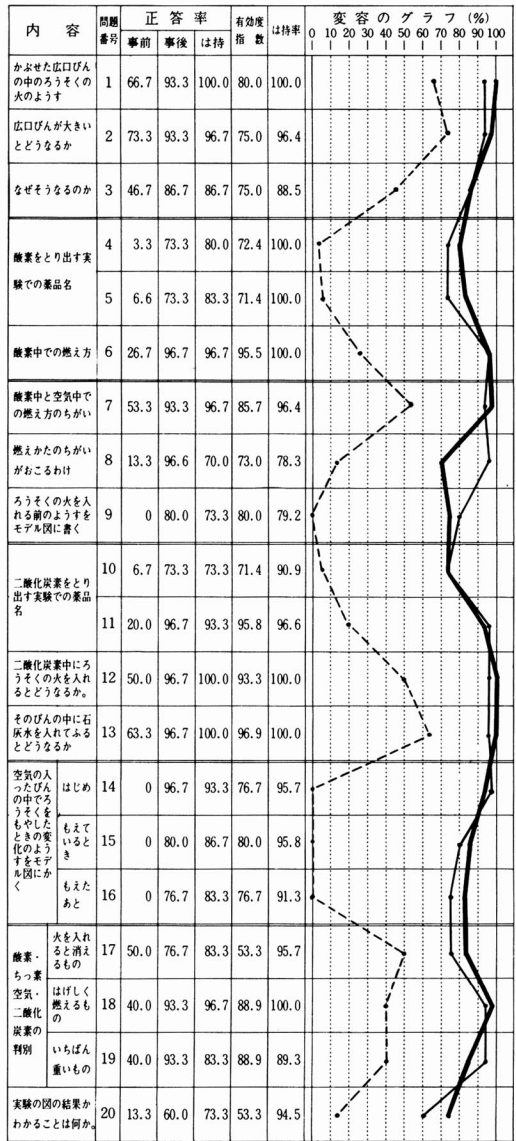 内容
問題番号
正答率
有効度指数
は持率
変容のグラフ(%)
事前 事後 は持
0 10 20 30 40 50 60 70 80 90 100
かぶせた広口びん
の中のろうそくの
火のようす
1 66.7 93.3 100.0 80.0 100.0
広口びんが大きい
とどうなるか
2 73.3 93.3 96.7 75.0 96.4
なぜそうなるのか
3 46.7 86.7 86.7 75.0 88.5
酸素をとり出す実
験での薬品名
4 3.3 73.3 80.0 72.4 100.0
5 6.6 73.3 83.3 71.4 100.0
酸素中での燃え方
6 26.7 96.7 96.7 95.5 100.0
酸素中と空気中で
の燃え方のちがい
7 53.3 93.3 96.7 85.7 96.4
燃えかたのちがい
がおこるわけ
8 13.3 96.6 70.0 73.0 78.3
ろうそくの火を入
れる前のようすを
モデル図に書く
9 0 80.0 73.3 80.0 79.2
二酸化炭素をとり
出す実験での薬品
名
10 6.7 73.3 73.3 71.4 90.9
11 20.0 96.7 93.3 95.8 96.6
二酸化炭素中にろ
うそくの火を入れ
るとどうなるか。
12 50.0 96.7 100.0 93.3 100.0
そのびんの中に石
灰水を入れてふる
とどうなるか
13 63.3 96.7 100.0 96.9 100.0
空気の入
ったびん
の中でろ
うそくを
もやした
ときの変
化のよう
すをモデ
ル図にか
く
はじめ
14 0 96.7 93.3 76.7 95.7
もえて
いると
き
15 0 80.0 86.7 80.0 95.8
もえた
あと
16 0 76.7 83.3 76.7 91.3
酸素・
ちっ素
空気・
二酸化
炭素の
判別
火を入れ
ると消え
るもの
17 50.0 76.7 83.3 53.3 95.7
はげしく
燃えるも
の
18 40.0 93.3 96.7 88.9 100.0
いちばん
重いもの
19 40.0 93.3 83.3 88.9 89.3
実験の図の結果か
わかることは何か。
20 13.3 60.0 73.3 53.3 94.5